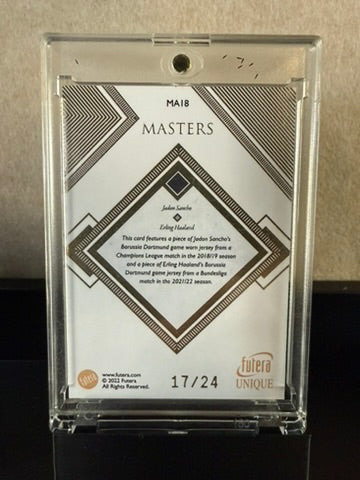 MA18
MASTERS
Jadon Sancho
&
Erling Haaland
This card features a piece of Jadon Sancho's
Borussia Dortmund game worn jersey from a
Champions League match in the 2018/19 season
and a piece of Erling Haaland's Borussia
Dortmund game jersey from a Bundesliga
match in the 2021/22 season.
futera
www.futera.com
© 2022 Futera
All Rights Reserved.
17/24
futera
UNIQUE